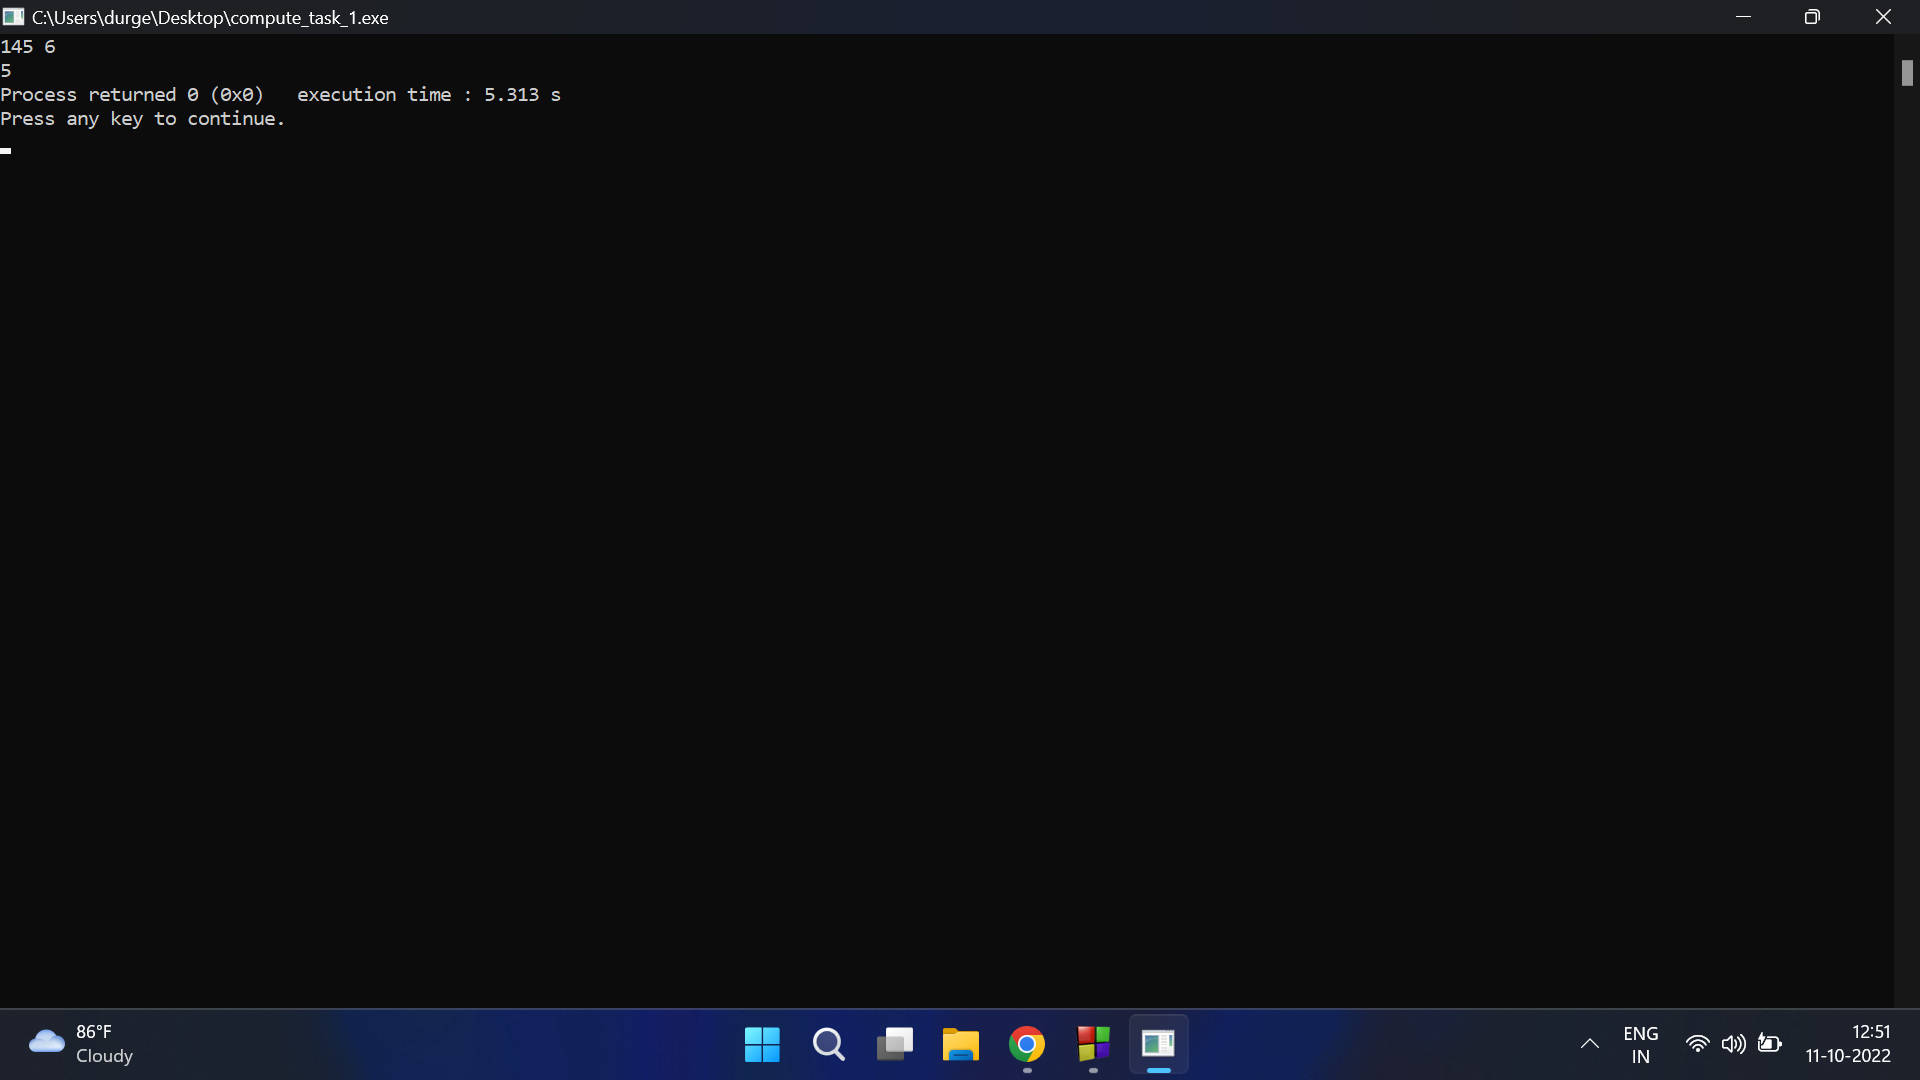 C:\Users\durge\Desktop\compute_task_1.exe
145 6
5
Process returned 0 (0x0)   execution time : 5.313 s
Press any key to continue.
86°F
Cloudy
ENG
IN
12:51
11-10-2022